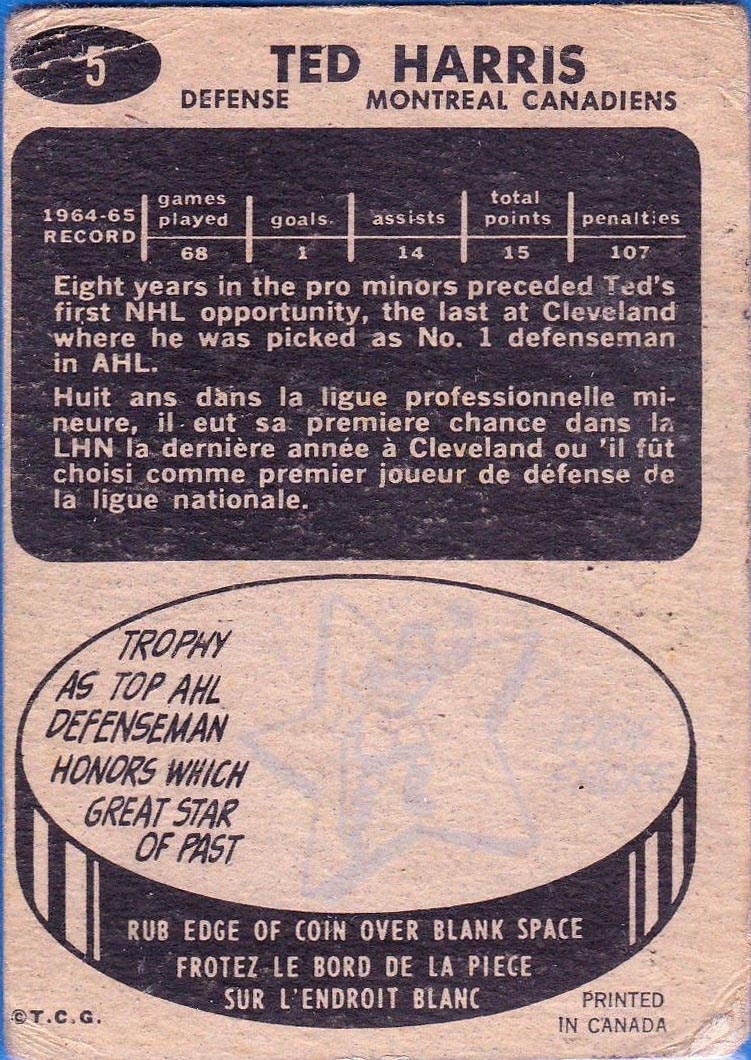 5
TED HARRIS
DEFENSE MONTREAL CANADIENS
1964-65 RECORD games played goals assists total points penalties
68 1 14 15 107
Eight years in the pro minors preceded Ted's
first NHL opportunity, the last at Cleveland
where he was picked as No. 1 defenseman
in AHL.
Huit ans dans la ligue professionnelle mi-
neure, il eut sa premiere chance dans la
LHN la dernière année à Cleveland ou 'il fût
choisi comme premier joueur de défense de
la ligue nationale.
TROPHY
AS TOP AHL
DEFENSEMAN
HONORS WHICH
GREAT STAR
OF PAST
EDDIE
SHORE
RUB EDGE OF COIN OVER BLANK SPACE
FROTEZ LE BORD DE LA PIECE
SUR L'ENDROIT BLANC
©T.C.G.
PRINTED
IN CANADA